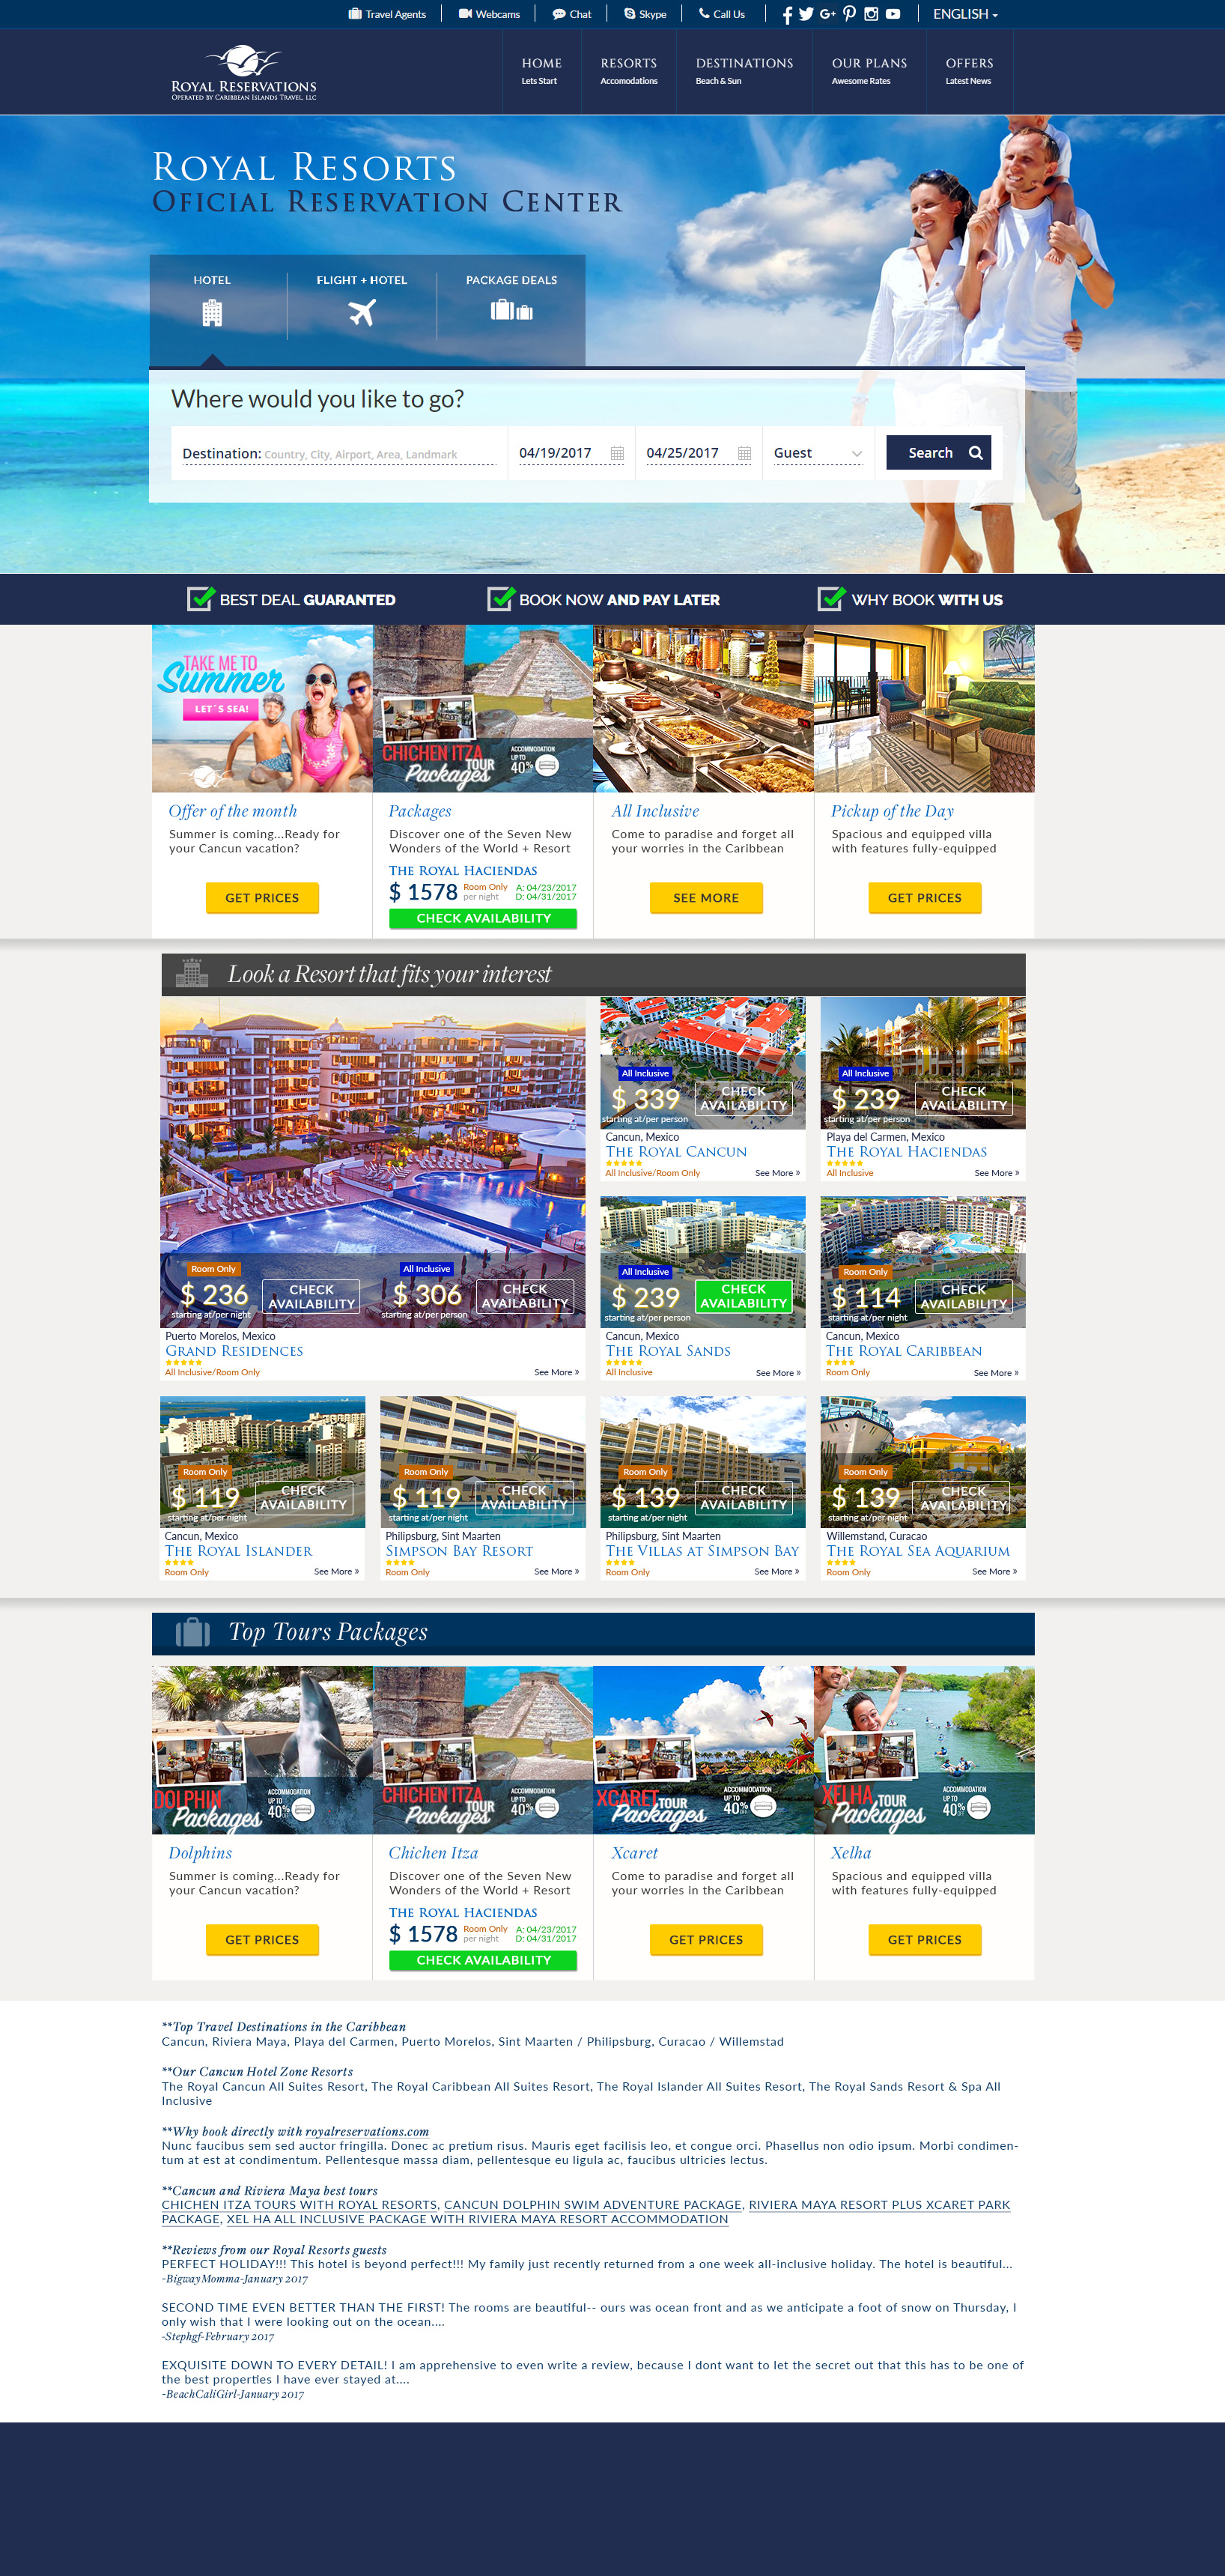 Travel Agents
Webcams
Chat
Skype
Call Us
ENGLISH
ROYAL RESERVATIONS
OPERATED BY CARIBBEAN ISLANDS TRAVEL, LLC
HOME
Lets Start
RESORTS
Accomodations
DESTINATIONS
Beach & Sun
OUR PLANS
Awesome Rates
OFFERS
Latest News
ROYAL RESORTS
OFICIAL RESERVATION CENTER
HOTEL
FLIGHT + HOTEL
PACKAGE DEALS
Where would you like to go?
Destination: Country, City, Airport, Area, Landmark
04/19/2017
04/25/2017
Guest
Search
BEST DEAL GUARANTED
BOOK NOW AND PAY LATER
WHY BOOK WITH US
TAKE ME TO
Summer
LET´S SEA!
CHICHEN ITZA
TOUR
Packages
ACCOMMODATION
UP TO
40%
Offer of the month
Summer is coming...Ready for
your Cancun vacation?
GET PRICES
Packages
Discover one of the Seven New
Wonders of the World + Resort
THE ROYAL HACIENDAS
$ 1578
Room Only
per night
A: 04/23/2017
D: 04/31/2017
CHECK AVAILABILITY
All Inclusive
Come to paradise and forget all
your worries in the Caribbean
SEE MORE
Pickup of the Day
Spacious and equipped villa
with features fully-equipped
GET PRICES
Look a Resort that fits your interest
Room Only
$ 236
starting at/per night
CHECK
AVAILABILITY
All Inclusive
$ 306
starting at/per person
CHECK
AVAILABILITY
Puerto Morelos, Mexico
GRAND RESIDENCES
All Inclusive/Room Only
See More »
All Inclusive
$ 339
starting at/per person
CHECK
AVAILABILITY
Cancun, Mexico
THE ROYAL CANCUN
All Inclusive/Room Only
See More »
All Inclusive
$ 239
starting at/per person
CHECK
AVAILABILITY
Playa del Carmen, Mexico
THE ROYAL HACIENDAS
All Inclusive
See More »
All Inclusive
$ 239
starting at/per person
CHECK
AVAILABILITY
Cancun, Mexico
THE ROYAL SANDS
All Inclusive
See More »
Room Only
$ 114
starting at/per night
CHECK
AVAILABILITY
Cancun, Mexico
THE ROYAL CARIBBEAN
Room Only
See More »
Room Only
$ 119
starting at/per night
CHECK
AVAILABILITY
Cancun, Mexico
THE ROYAL ISLANDER
Room Only
See More »
Room Only
$ 119
starting at/per night
CHECK
AVAILABILITY
Philipsburg, Sint Maarten
SIMPSON BAY RESORT
Room Only
See More »
Room Only
$ 139
starting at/per night
CHECK
AVAILABILITY
Philipsburg, Sint Maarten
THE VILLAS AT SIMPSON BAY
Room Only
See More »
Room Only
$ 139
starting at/per night
CHECK
AVAILABILITY
Willemstand, Curacao
THE ROYAL SEA AQUARIUM
Room Only
See More »
Top Tours Packages
DOLPHIN
Packages
ACCOMMODATION
UP TO
40%
CHICHEN ITZA
TOUR
Packages
ACCOMMODATION
UP TO
40%
XCARET TOUR
Packages
ACCOMMODATION
UP TO
40%
XELHA TOUR
Packages
ACCOMMODATION
UP TO
40%
Dolphins
Summer is coming...Ready for
your Cancun vacation?
GET PRICES
Chichen Itza
Discover one of the Seven New
Wonders of the World + Resort
THE ROYAL HACIENDAS
$ 1578
Room Only
per night
A: 04/23/2017
D: 04/31/2017
CHECK AVAILABILITY
Xcaret
Come to paradise and forget all
your worries in the Caribbean
GET PRICES
Xelha
Spacious and equipped villa
with features fully-equipped
GET PRICES
**Top Travel Destinations in the Caribbean
Cancun, Riviera Maya, Playa del Carmen, Puerto Morelos, Sint Maarten / Philipsburg, Curacao / Willemstad
**Our Cancun Hotel Zone Resorts
The Royal Cancun All Suites Resort, The Royal Caribbean All Suites Resort, The Royal Islander All Suites Resort, The Royal Sands Resort & Spa All
Inclusive
**Why book directly with royalreservations.com
Nunc faucibus sem sed auctor fringilla. Donec ac pretium risus. Mauris eget facilisis leo, et congue orci. Phasellus non odio ipsum. Morbi condimen-
tum at est at condimentum. Pellentesque massa diam, pellentesque eu ligula ac, faucibus ultricies lectus.
**Cancun and Riviera Maya best tours
CHICHEN ITZA TOURS WITH ROYAL RESORTS, CANCUN DOLPHIN SWIM ADVENTURE PACKAGE, RIVIERA MAYA RESORT PLUS XCARET PARK
PACKAGE, XEL HA ALL INCLUSIVE PACKAGE WITH RIVIERA MAYA RESORT ACCOMMODATION
**Reviews from our Royal Resorts guests
PERFECT HOLIDAY!!! This hotel is beyond perfect!!! My family just recently returned from a one week all-inclusive holiday. The hotel is beautiful...
-BigwayMomma-January 2017
SECOND TIME EVEN BETTER THAN THE FIRST! The rooms are beautiful-- ours was ocean front and as we anticipate a foot of snow on Thursday, I
only wish that I were looking out on the ocean....
-Stephgf-February 2017
EXQUISITE DOWN TO EVERY DETAIL! I am apprehensive to even write a review, because I dont want to let the secret out that this has to be one of
the best properties I have ever stayed at....
-BeachCaliGirl-January 2017